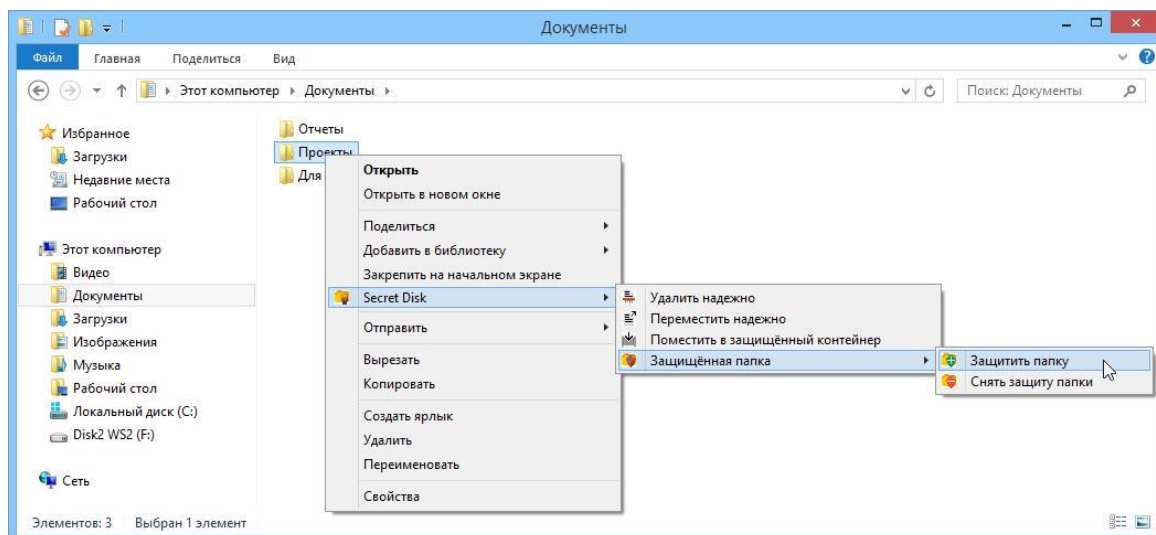 Документы
Файл
Главная
Поделиться
Вид
Этот компьютер
Документы
Поиск: Документы
Избранное
Загрузки
Недавние места
Рабочий стол
Этот компьютер
Видео
Документы
Загрузки
Изображения
Музыка
Рабочий стол
Локальный диск (C:)
Disk2 WS2 (F:)
Сеть
Отчеты
Проекты
Для
Открыть
Открыть в новом окне
Поделиться
Добавить в библиотеку
Закрепить на начальном экране
Secret Disk
Отправить
Вырезать
Копировать
Создать ярлык
Удалить
Переименовать
Свойства
Удалить надежно
Переместить надежно
Поместить в защищённый контейнер
Защищённая папка
Защитить папку
Снять защиту папки
Элементов: 3 Выбран 1 элемент